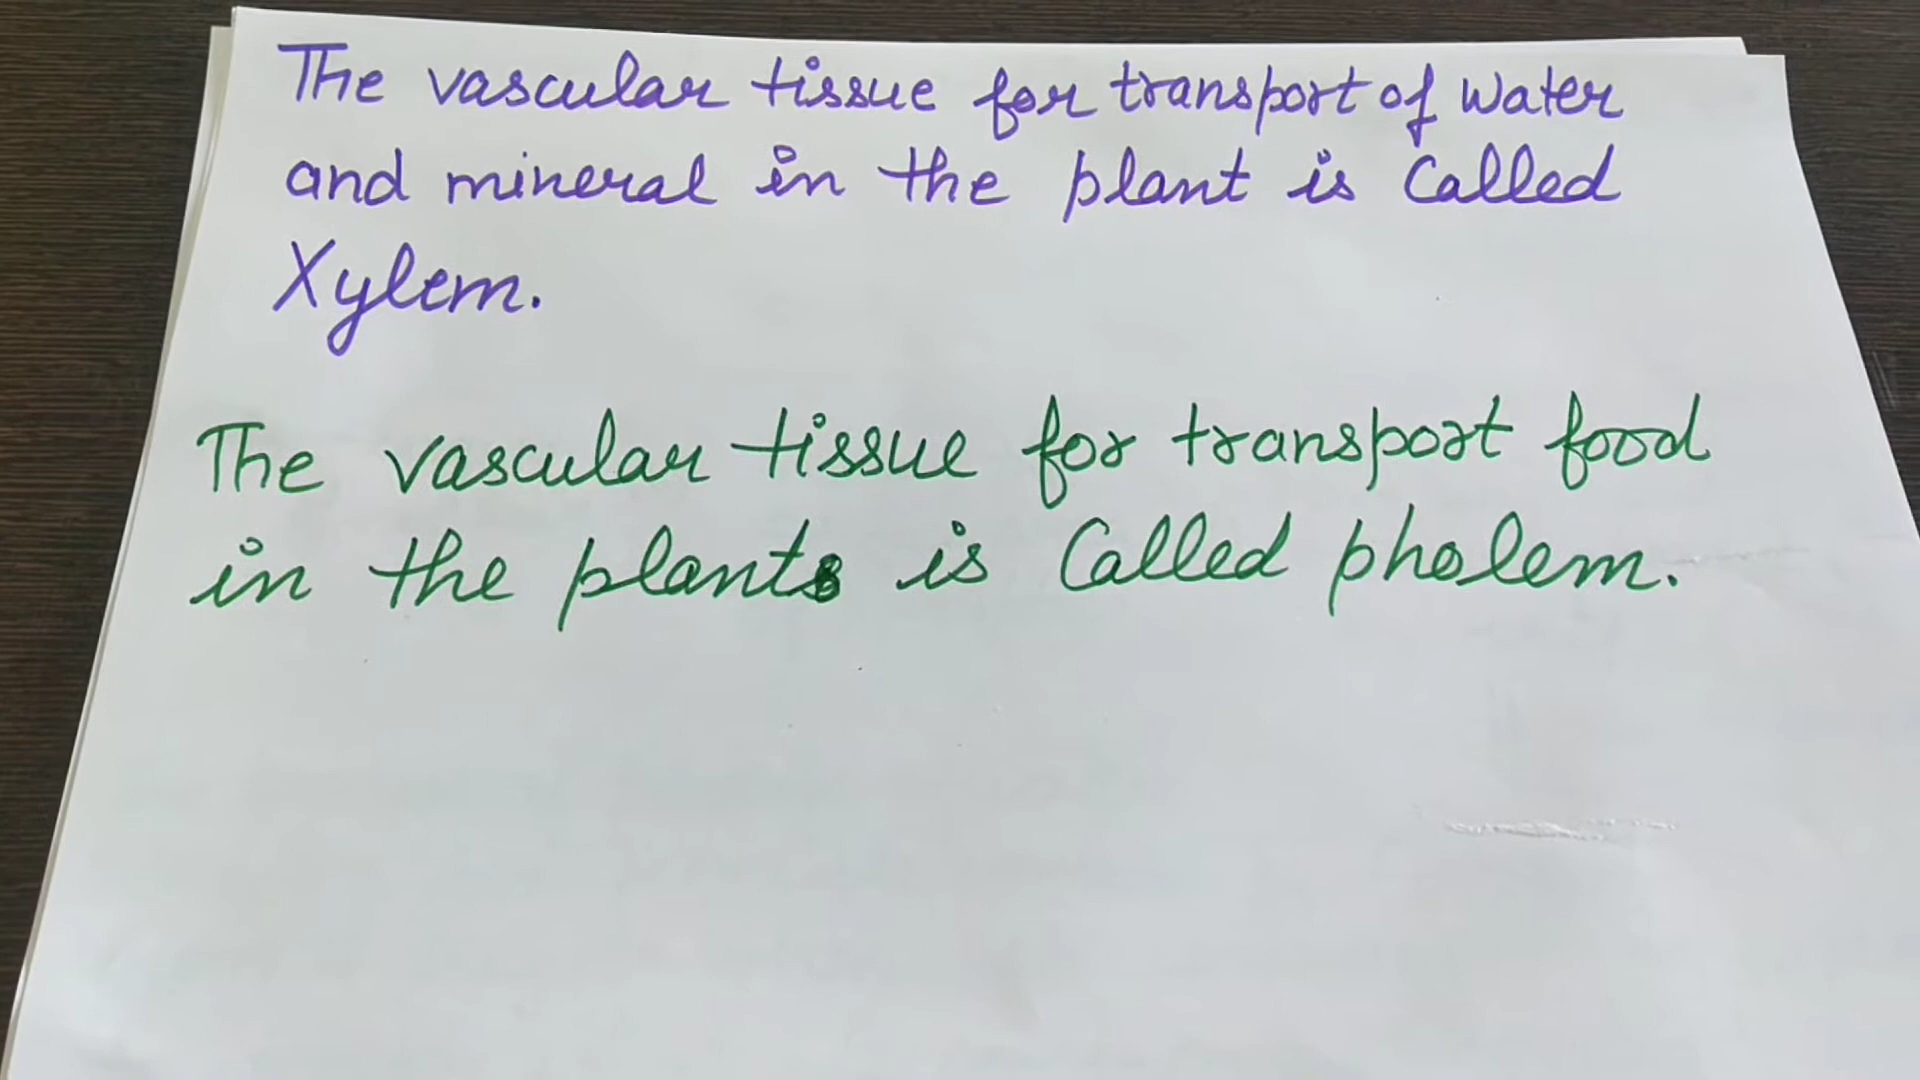 The vascular tissue for transport of water
and mineral in the plant is Called
Xylem.
The vascular tissue for transport food
in the plants is Called pholem.